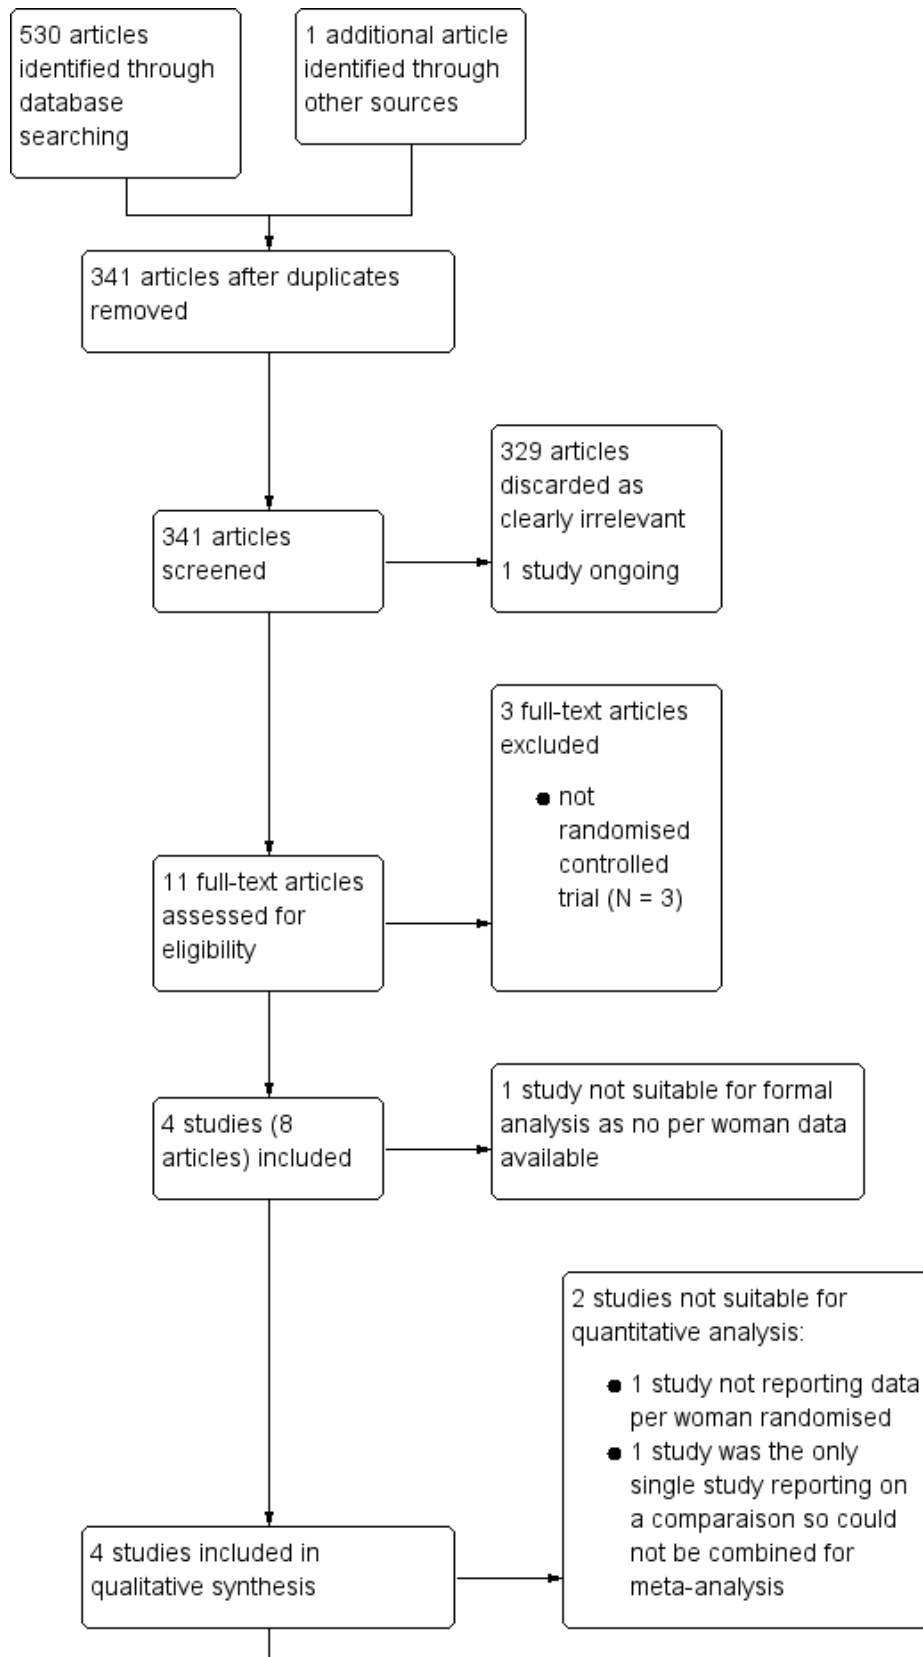 530 articles
identified through
database
searching
1 additional article
identified through
other sources
341 articles after duplicates
removed
329 articles
discarded as
clearly irrelevant
1 study ongoing
341 articles
screened
3 full-text articles
excluded
● not
randomised
controlled
trial (N = 3)
11 full-text articles
assessed for
eligibility
1 study not suitable for formal
analysis as no per woman data
available
4 studies (8
articles) included
2 studies not suitable for
quantitative analysis:
● 1 study not reporting data
per woman randomised
● 1 study was the only
single study reporting on
a comparaison so could
not be combined for
meta-analysis
4 studies included in
qualitative synthesis